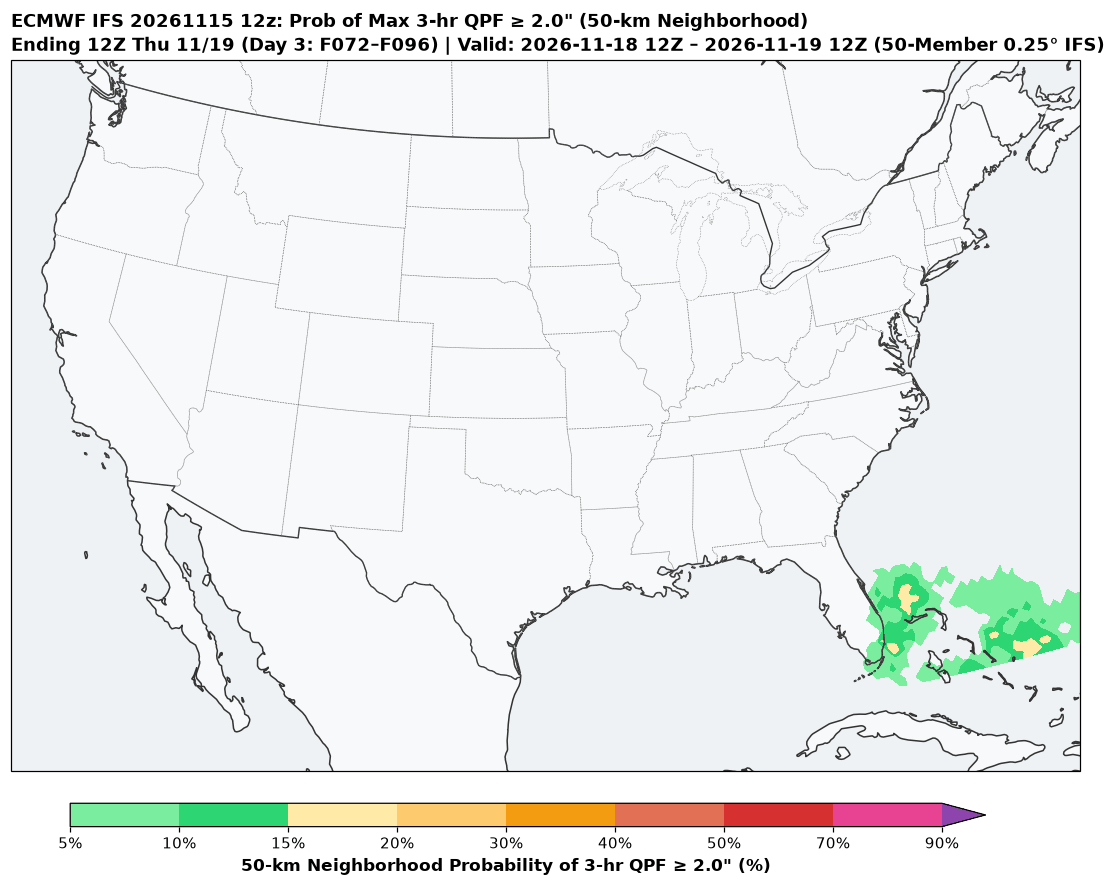 ECMWF IFS 20261115 12z: Prob of Max 3-hr QPF ≥ 2.0" (50-km Neighborhood)
Ending 12Z Thu 11/19 (Day 3: F072–F096) | Valid: 2026-11-18 12Z – 2026-11-19 12Z (50-Member 0.25° IFS)
5% 10% 15% 20% 30% 40% 50% 70% 90%
50-km Neighborhood Probability of 3-hr QPF ≥ 2.0" (%)